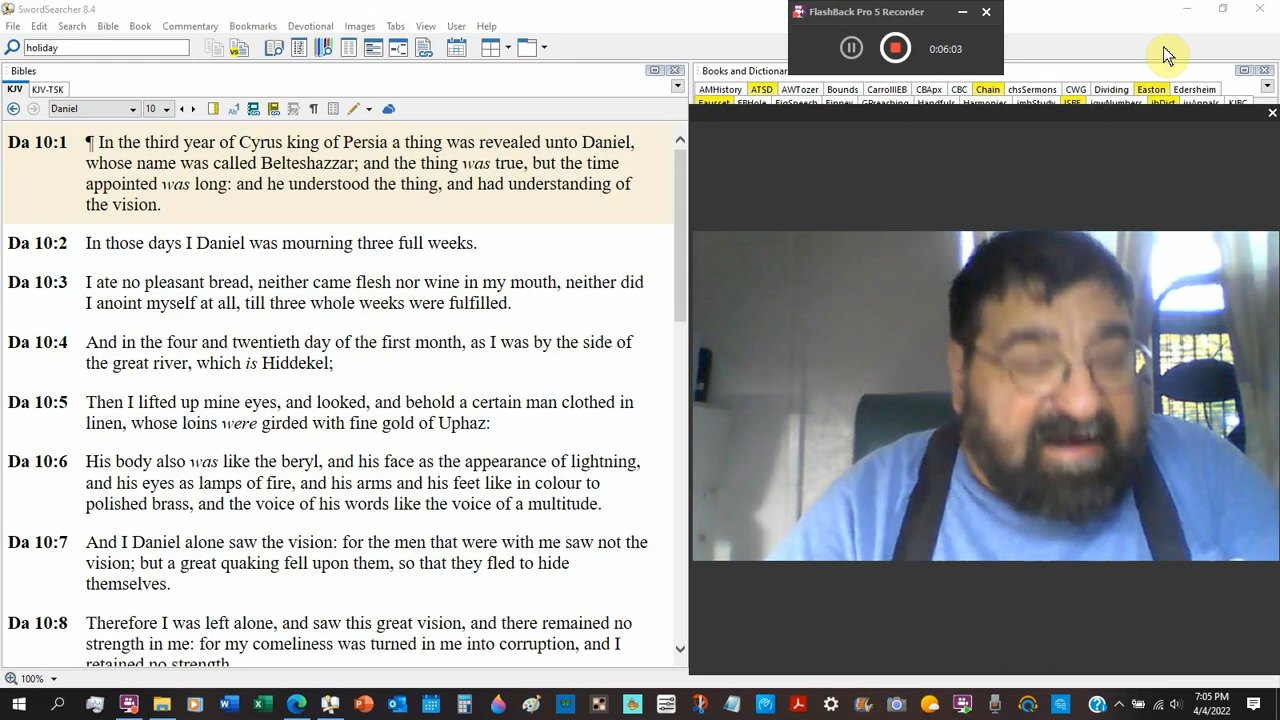 SwordSearcher 8.4
FlashBack Pro 5 Recorder
File Edit Search Bible Book Commentary Bookmarks Devotional Images Tabs View User Help
holiday
0:06:03
Bibles
Books and Dictionar
KJV KJV-TSK
AMHistory ATSD AWTozer Bounds CarrollEB CBApx CBC Chain chsSermons CWG Dividing Easton Edersheim
Daniel 10
Da 10:1 ¶ In the third year of Cyrus king of Persia a thing was revealed unto Daniel,
whose name was called Belteshazzar; and the thing was true, but the time
appointed was long: and he understood the thing, and had understanding of
the vision.
Da 10:2 In those days I Daniel was mourning three full weeks.
Da 10:3 I ate no pleasant bread, neither came flesh nor wine in my mouth, neither did
I anoint myself at all, till three whole weeks were fulfilled.
Da 10:4 And in the four and twentieth day of the first month, as I was by the side of
the great river, which is Hiddekel;
Da 10:5 Then I lifted up mine eyes, and looked, and behold a certain man clothed in
linen, whose loins were girded with fine gold of Uphaz:
Da 10:6 His body also was like the beryl, and his face as the appearance of lightning,
and his eyes as lamps of fire, and his arms and his feet like in colour to
polished brass, and the voice of his words like the voice of a multitude.
Da 10:7 And I Daniel alone saw the vision: for the men that were with me saw not the
vision; but a great quaking fell upon them, so that they fled to hide
themselves.
Da 10:8 Therefore I was left alone, and saw this great vision, and there remained no
strength in me: for my comeliness was turned in me into corruption, and I
retained no strength.
100%
7:05 PM
4/4/2022